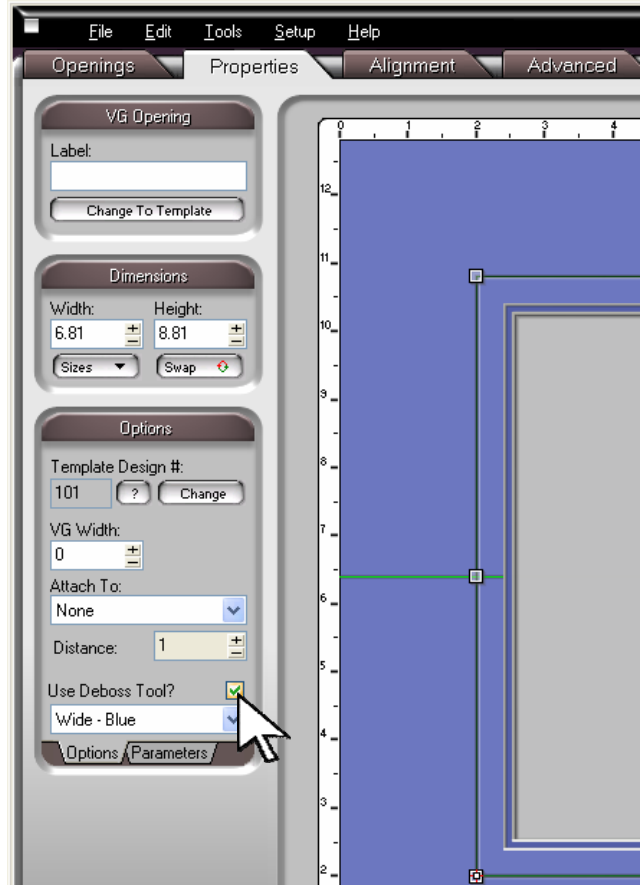 File Edit Tools Setup Help
Openings Properties Alignment Advanced
VG Opening
Label:
Change To Template
Dimensions
Width: Height:
6.81 8.81
Sizes Swap
Options
Template Design #:
101 ? Change
VG Width:
0
Attach To:
None
Distance: 1
Use Deboss Tool?
Wide - Blue
Options Parameters
0 1 2 3 4
12
11
10
9
8
7
6
5
4
3
2